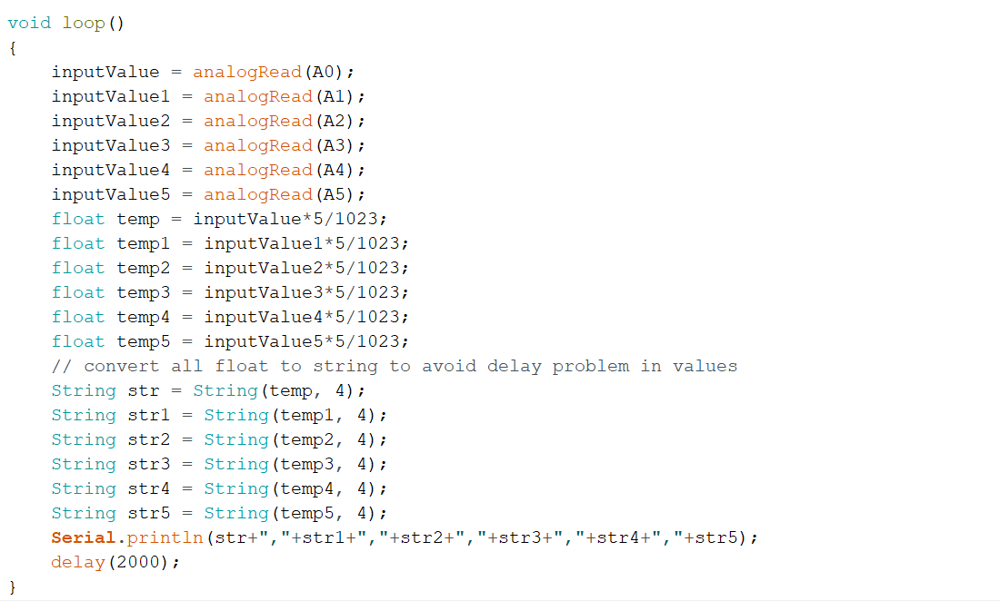 void loop()
{
    inputValue = analogRead(A0);
    inputValue1 = analogRead(A1);
    inputValue2 = analogRead(A2);
    inputValue3 = analogRead(A3);
    inputValue4 = analogRead(A4);
    inputValue5 = analogRead(A5);
    float temp = inputValue*5/1023;
    float temp1 = inputValue1*5/1023;
    float temp2 = inputValue2*5/1023;
    float temp3 = inputValue3*5/1023;
    float temp4 = inputValue4*5/1023;
    float temp5 = inputValue5*5/1023;
    // convert all float to string to avoid delay problem in values
    String str = String(temp, 4);
    String str1 = String(temp1, 4);
    String str2 = String(temp2, 4);
    String str3 = String(temp3, 4);
    String str4 = String(temp4, 4);
    String str5 = String(temp5, 4);
    Serial.println(str+","+str1+","+str2+","+str3+","+str4+","+str5);
    delay(2000);
}